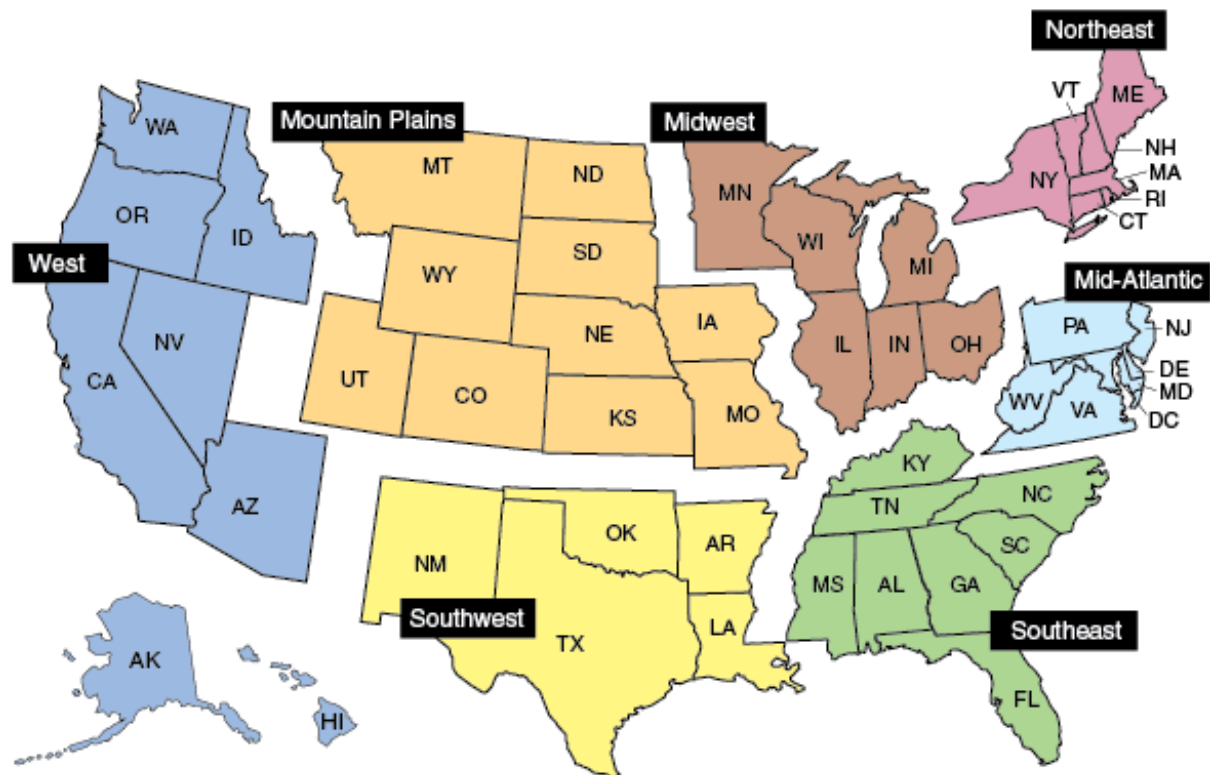 Northeast
VT
ME
WA
Mountain Plains
Midwest
NH
MT
ND
MN
NY
MA
RI
OR
ID
CT
West
WY
SD
WI
MI
Mid-Atlantic
NV
NE
IA
PA
NJ
CA
UT
CO
KS
MO
IL
IN
OH
DE
MD
WV
VA
DC
KY
AZ
NM
OK
AR
TN
NC
SC
MS
AL
GA
Southwest
TX
LA
Southeast
AK
HI
FL